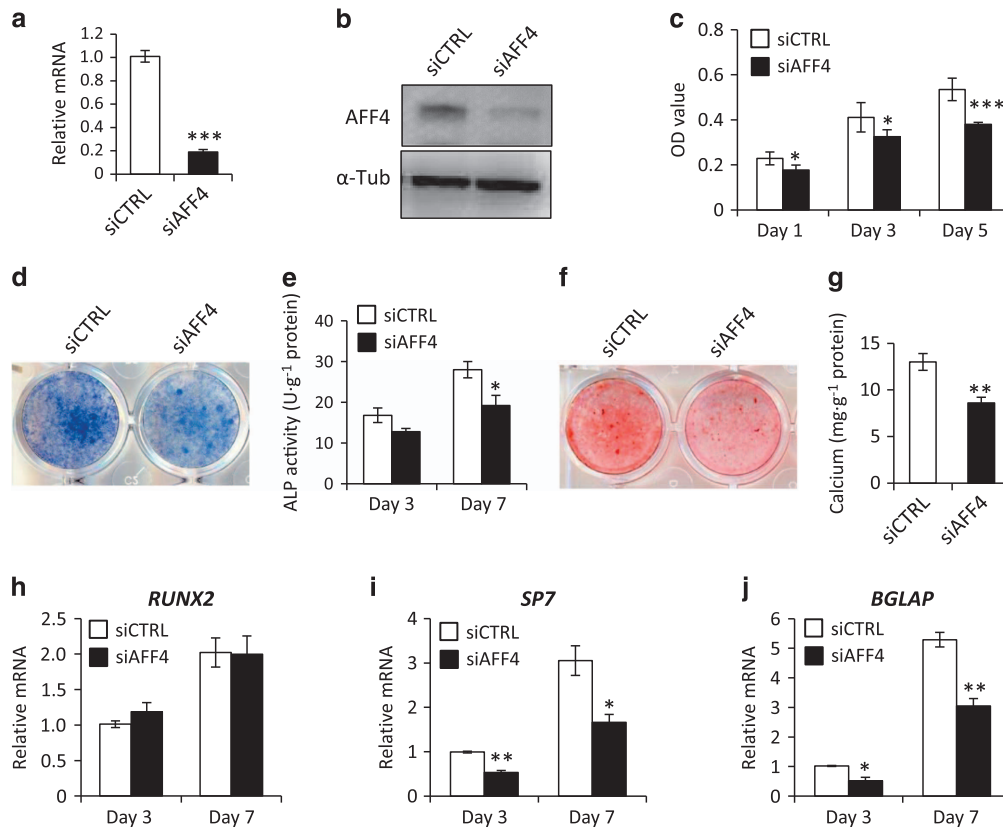 a
Relative mRNA
1.2
1.0
0.8
0.6
0.4
0.2
0
***
siCTRL
siAFF4
b
siCTRL
siAFF4
AFF4
α-Tub
c
OD value
0.8
0.6
0.4
0.2
0
siCTRL
siAFF4
*
*
***
Day 1
Day 3
Day 5
d
siCTRL
siAFF4
e
ALP activity (U·g⁻¹ protein)
40
30
20
10
0
siCTRL
siAFF4
*
Day 3
Day 7
f
siCTRL
siAFF4
g
Calcium (mg·g⁻¹ protein)
15
10
5
0
**
siCTRL
siAFF4
h
RUNX2
Relative mRNA
2.5
2.0
1.5
1.0
0.5
0
siCTRL
siAFF4
Day 3
Day 7
i
SP7
Relative mRNA
4
3
2
1
0
siCTRL
siAFF4
**
*
Day 3
Day 7
j
BGLAP
Relative mRNA
6
5
4
3
2
1
0
siCTRL
siAFF4
*
**
Day 3
Day 7